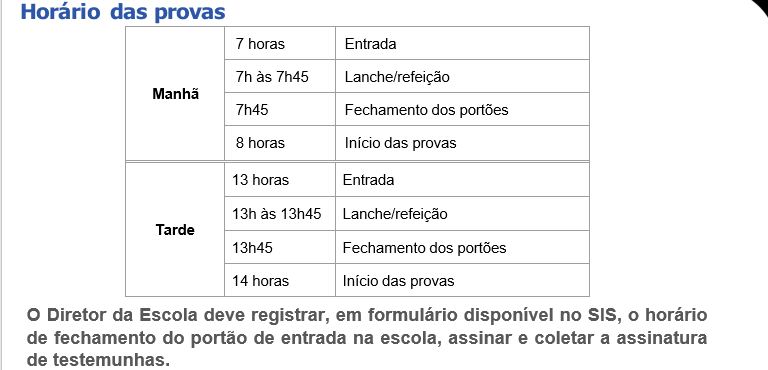 Horário das provas
Manhã
7 horas Entrada
7h às 7h45 Lanche/refeição
7h45 Fechamento dos portões
8 horas Início das provas
Tarde
13 horas Entrada
13h às 13h45 Lanche/refeição
13h45 Fechamento dos portões
14 horas Início das provas
O Diretor da Escola deve registrar, em formulário disponível no SIS, o horário
de fechamento do portão de entrada na escola, assinar e coletar a assinatura
de testemunhas.